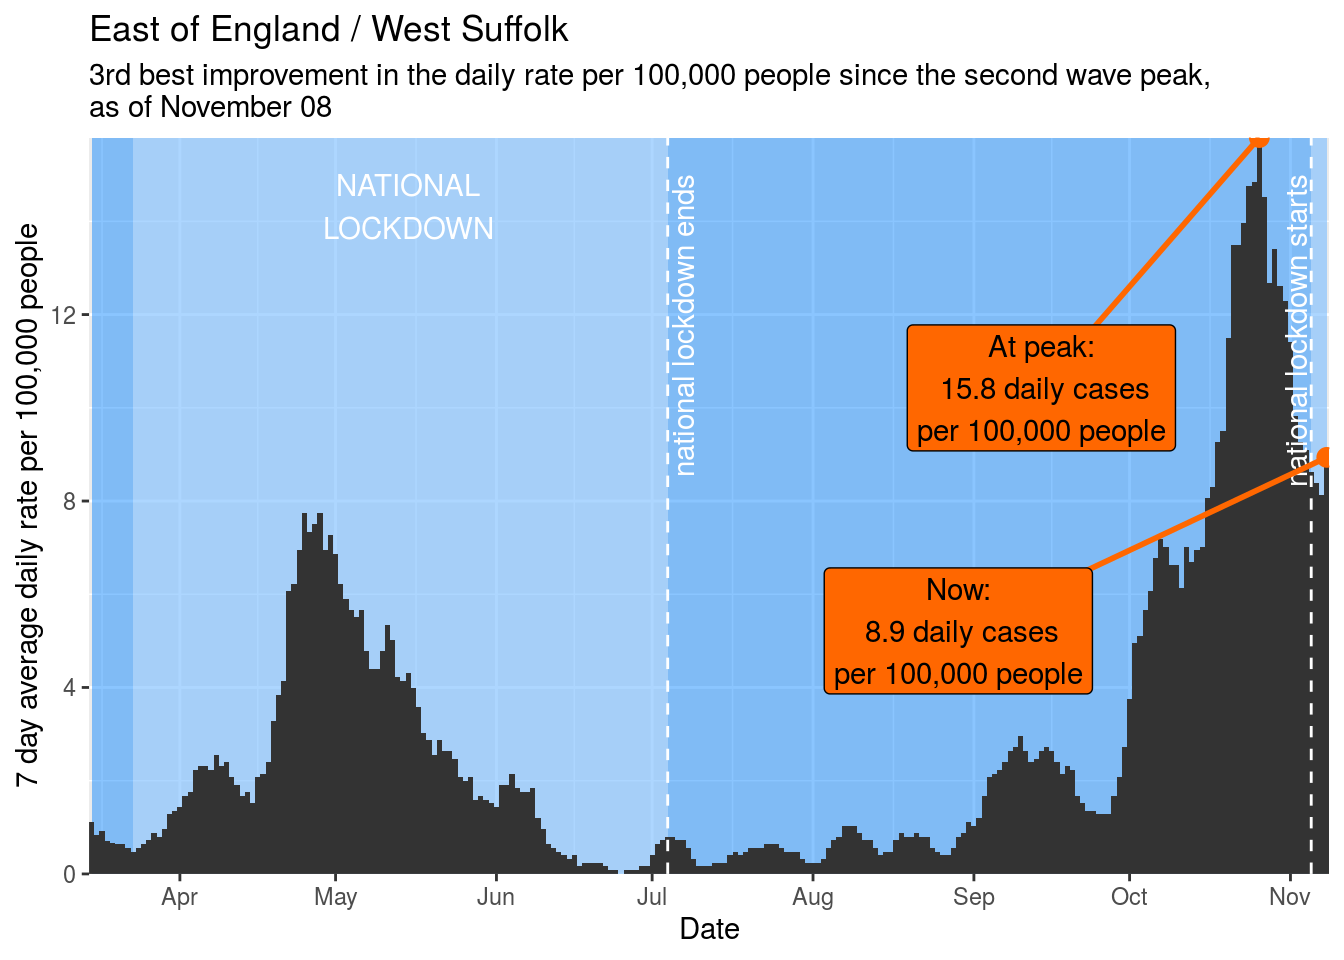 East of England / West Suffolk
3rd best improvement in the daily rate per 100,000 people since the second wave peak,
as of November 08
NATIONAL
LOCKDOWN
national lockdown ends
national lockdown starts
At peak:
15.8 daily cases
per 100,000 people
Now:
8.9 daily cases
per 100,000 people
7 day average daily rate per 100,000 people
12
8
4
0
Apr May Jun Jul Aug Sep Oct Nov
Date